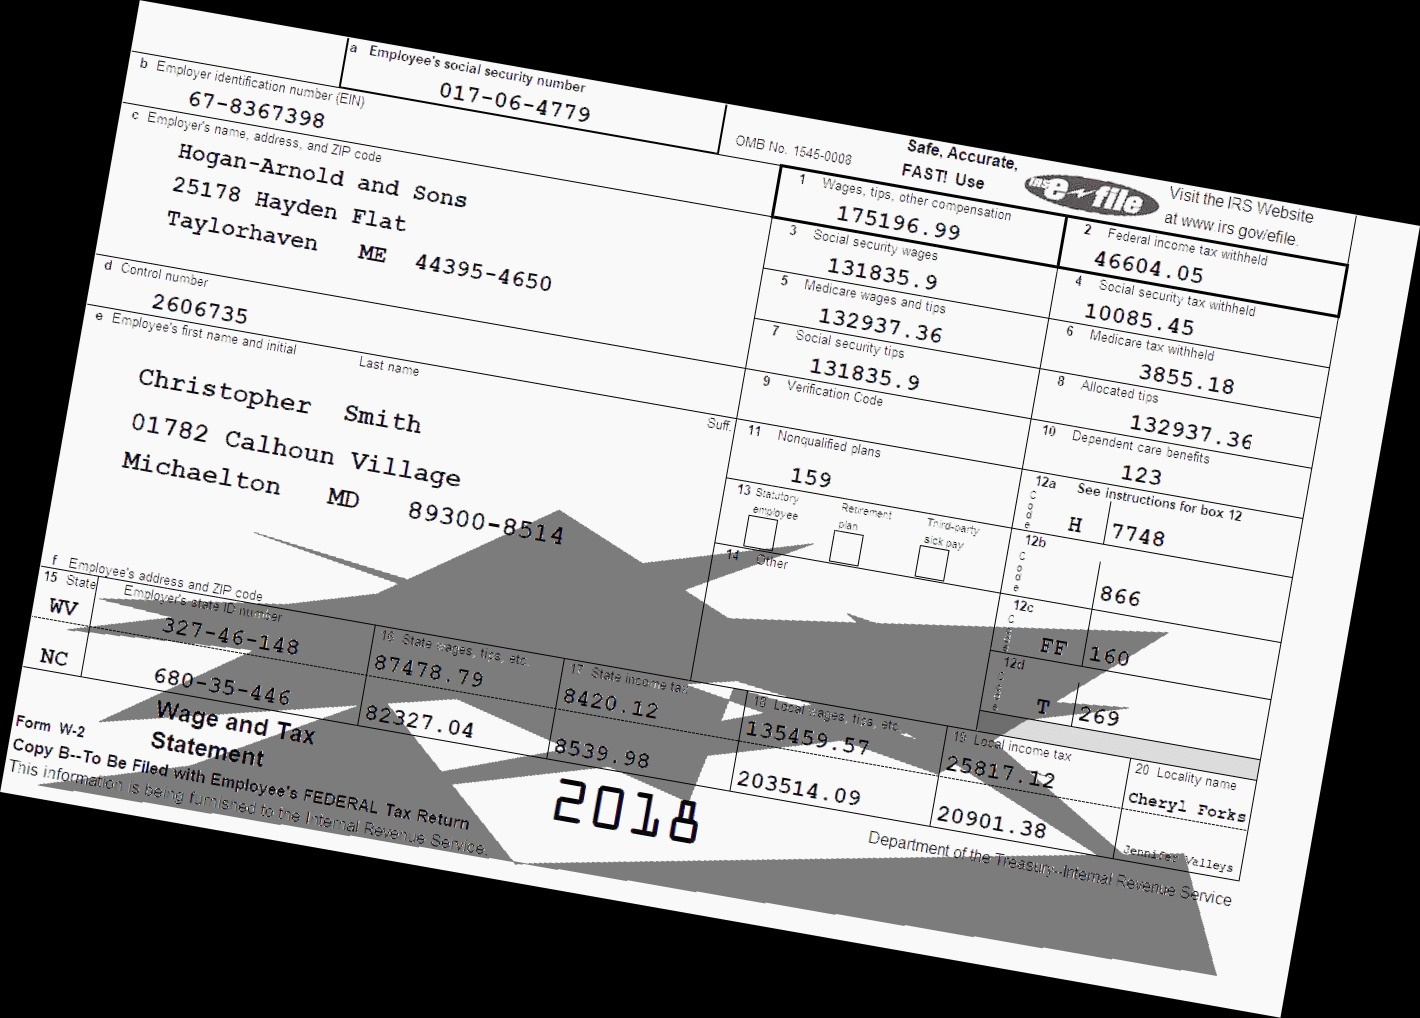 a Employee's social security number
017-06-4779
b Employer identification number (EIN)
67-8367398
OMB No. 1545-0008
Safe, Accurate,
FAST! Use
IRS e-file
Visit the IRS Website
at www.irs.gov/efile.
c Employer's name, address, and ZIP code
Hogan-Arnold and Sons
25178 Hayden Flat
Taylorhaven ME 44395-4650
1 Wages, tips, other compensation
175196.99
2 Federal income tax withheld
46604.05
3 Social security wages
131835.9
4 Social security tax withheld
10085.45
5 Medicare wages and tips
132937.36
6 Medicare tax withheld
3855.18
d Control number
2606735
7 Social security tips
131835.9
8 Allocated tips
132937.36
e Employee's first name and initial Last name Suff.
Christopher Smith
01782 Calhoun Village
Michaelton MD 89300-8514
9 Verification Code
10 Dependent care benefits
123
11 Nonqualified plans
159
12a See instructions for box 12
Code H 7748
13 Statutory employee Retirement plan Third-party sick pay
12b
Code 866
14 Other
12c
Code FF 160
12d
Code T 269
f Employee's address and ZIP code
15 State Employer's state ID number
WV 327-46-148
NC 680-35-446
16 State wages, tips, etc.
87478.79
82327.04
17 State income tax
8420.12
8539.98
18 Local wages, tips, etc.
135459.57
203514.09
19 Local income tax
25817.12
20901.38
20 Locality name
Cheryl Forks
Jennifer Valleys
Form W-2
Wage and Tax
Statement
2018
Copy B--To Be Filed with Employee's FEDERAL Tax Return
This information is being furnished to the Internal Revenue Service.
Department of the Treasury--Internal Revenue Service